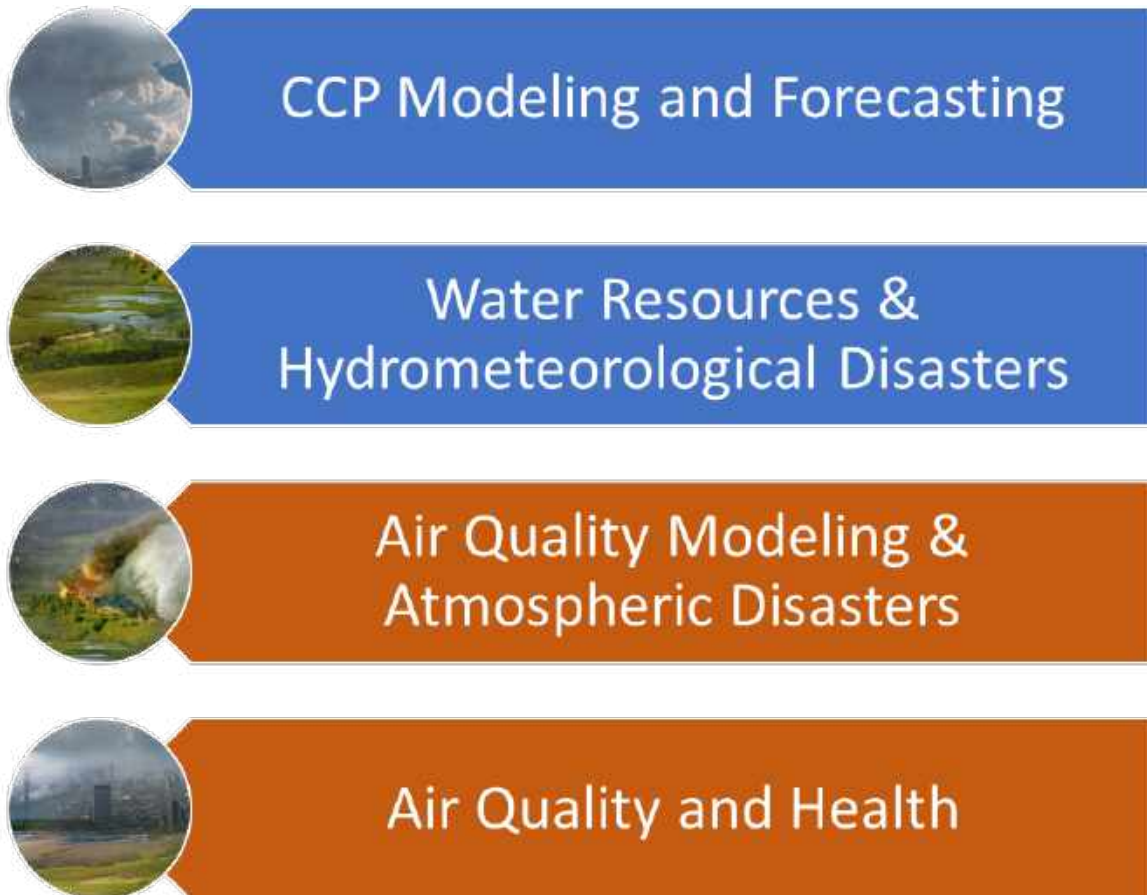 CCP Modeling and Forecasting
Water Resources &
Hydrometeorological Disasters
Air Quality Modeling &
Atmospheric Disasters
Air Quality and Health